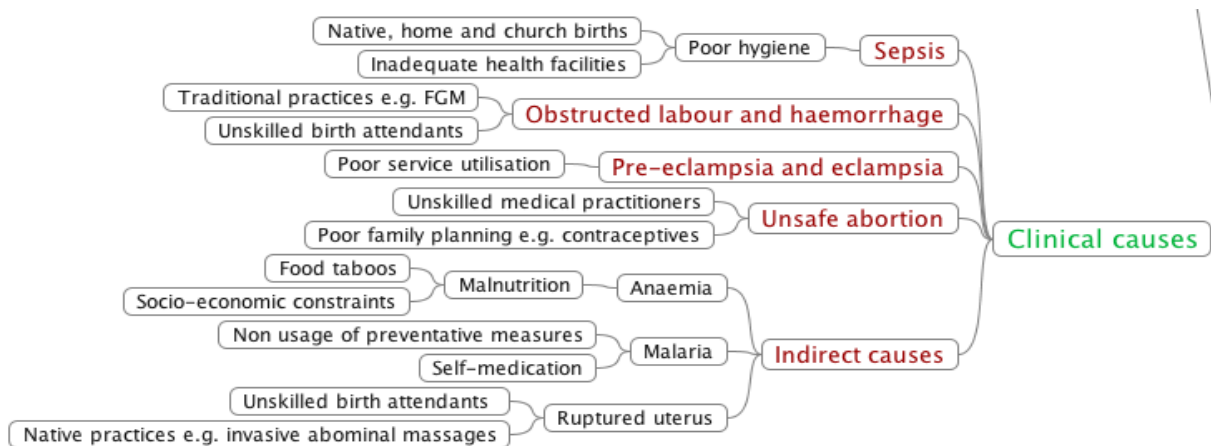 Native, home and church births
Inadequate health facilities
Poor hygiene
Sepsis
Traditional practices e.g. FGM
Unskilled birth attendants
Obstructed labour and haemorrhage
Poor service utilisation
Pre-eclampsia and eclampsia
Unskilled medical practitioners
Poor family planning e.g. contraceptives
Unsafe abortion
Clinical causes
Food taboos
Socio-economic constraints
Malnutrition
Anaemia
Non usage of preventative measures
Self-medication
Malaria
Indirect causes
Unskilled birth attendants
Native practices e.g. invasive abominal massages
Ruptured uterus